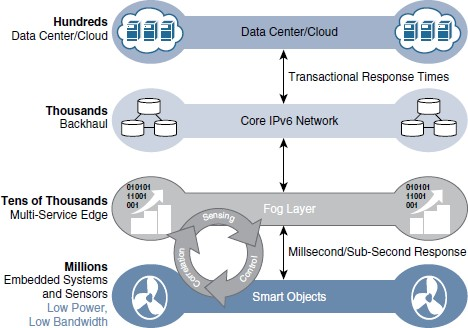 Hundreds
Data Center/Cloud
Data Center/Cloud
Transactional Response Times
Thousands
Backhaul
Core IPv6 Network
Tens of Thousands
Multi-Service Edge
010101
11001
001
Fog Layer
010101
11001
001
Sensing
Correlation
Control
Millsecond/Sub-Second Response
Millions
Embedded Systems
and Sensors
Low Power,
Low Bandwidth
Smart Objects